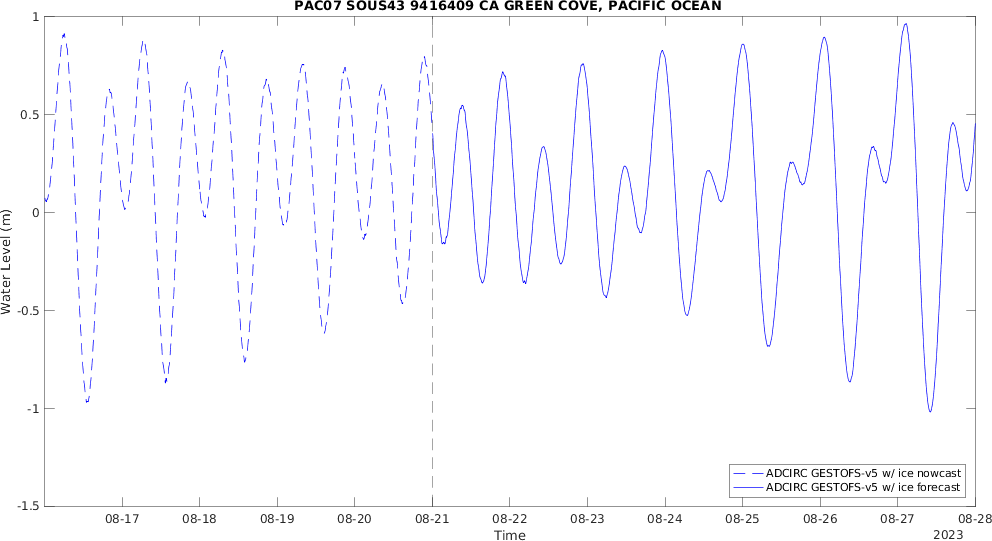 PAC07 SOUS43 9416409 CA GREEN COVE, PACIFIC OCEAN
1
0.5
0
-0.5
-1
-1.5
Water Level (m)
ADCIRC GESTOFS-v5 w/ ice nowcast
ADCIRC GESTOFS-v5 w/ ice forecast
08-17 08-18 08-19 08-20 08-21 08-22 08-23 08-24 08-25 08-26 08-27 08-28
Time
2023